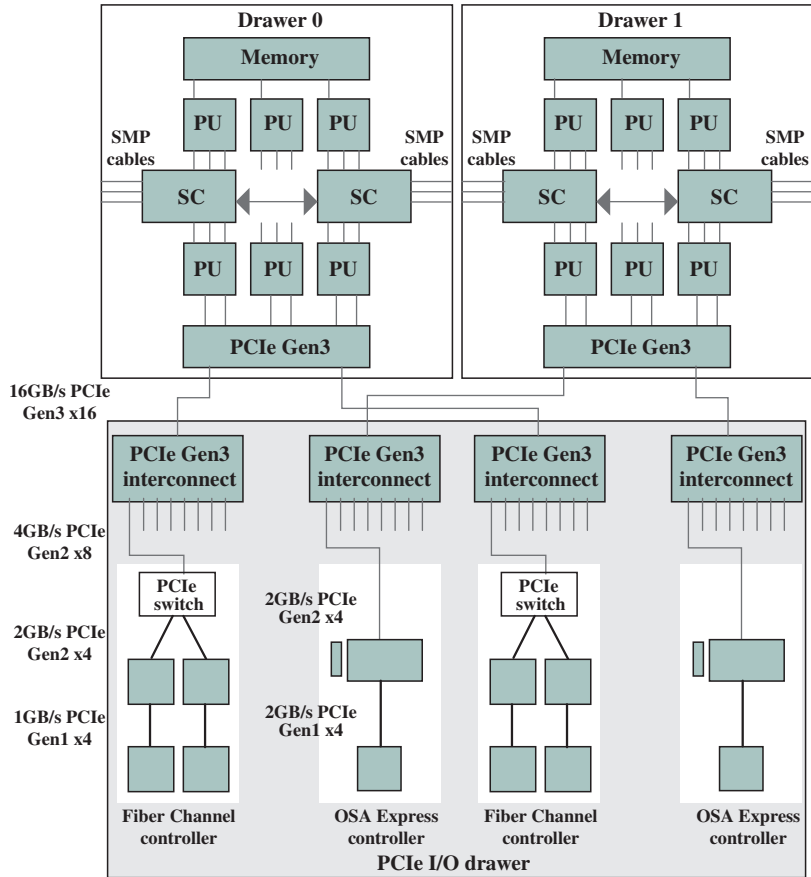 Drawer 0
Drawer 1
Memory
Memory
PU
PU
PU
PU
PU
PU
SMP
cables
SMP
cables
SMP
cables
SMP
cables
SC
SC
SC
SC
PU
PU
PU
PU
PU
PU
PCIe Gen3
PCIe Gen3
16GB/s PCIe
Gen3 x16
PCIe Gen3
interconnect
PCIe Gen3
interconnect
PCIe Gen3
interconnect
PCIe Gen3
interconnect
4GB/s PCIe
Gen2 x8
PCIe
switch
2GB/s PCIe
Gen2 x4
PCIe
switch
2GB/s PCIe
Gen2 x4
1GB/s PCIe
Gen1 x4
2GB/s PCIe
Gen1 x4
Fiber Channel
controller
OSA Express
controller
Fiber Channel
controller
OSA Express
controller
PCIe I/O drawer